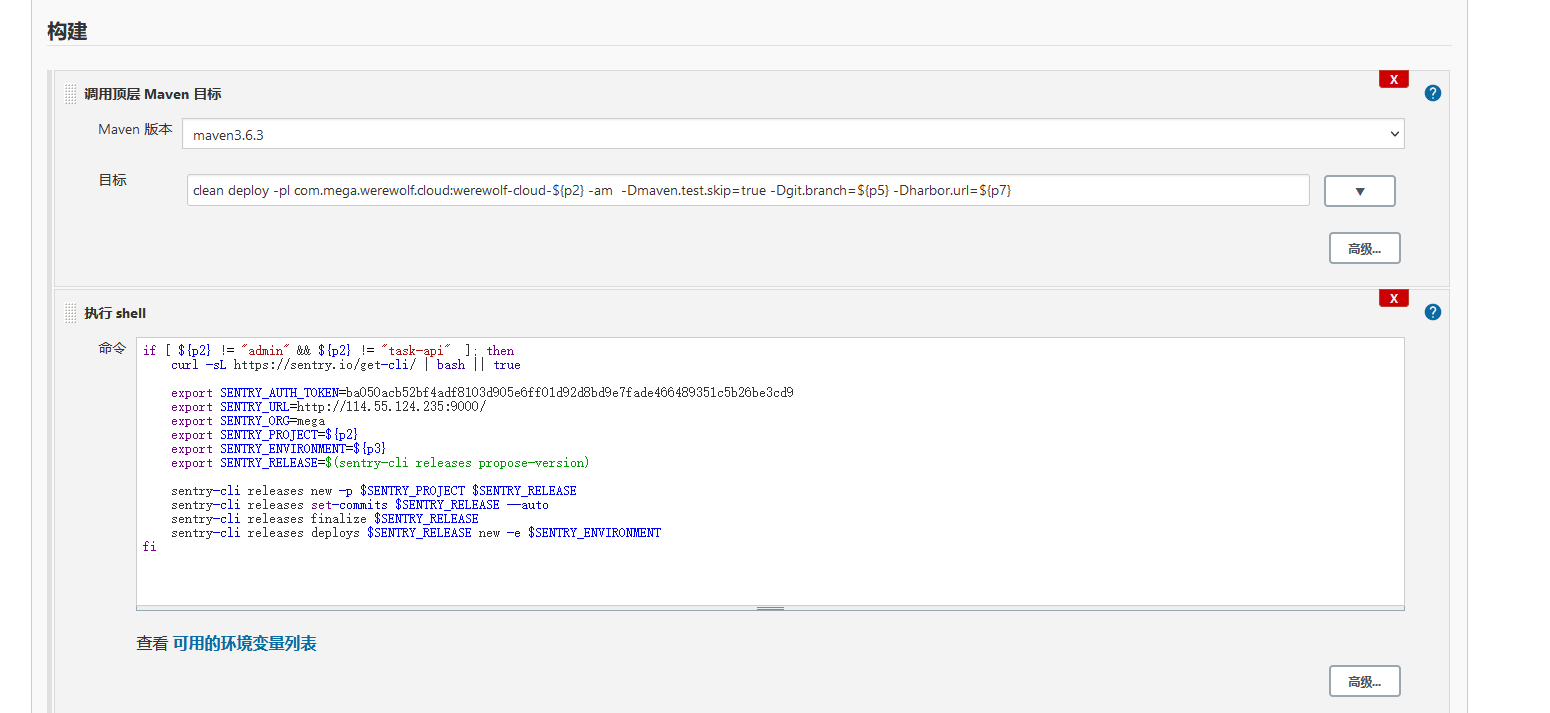 构建
X
调用顶层 Maven 目标
?
Maven 版本
maven3.6.3
目标
clean deploy -pl com.mega.werewolf.cloud:werewolf-cloud-${p2} -am  -Dmaven.test.skip=true -Dgit.branch=${p5} -Dharbor.url=${p7}
▼
高级...
X
执行 shell
?
命令
if [ ${p2} != "admin" && ${p2} != "task-api"  ]; then
curl -sL https://sentry.io/get-cli/ | bash || true
export SENTRY_AUTH_TOKEN=ba050acb52bf4adf8103d905e6ff01d92d8bd9e7fade466489351c5b26be3cd9
export SENTRY_URL=http://114.55.124.235:9000/
export SENTRY_ORG=mega
export SENTRY_PROJECT=${p2}
export SENTRY_ENVIRONMENT=${p3}
export SENTRY_RELEASE=$(sentry-cli releases propose-version)
sentry-cli releases new -p $SENTRY_PROJECT $SENTRY_RELEASE
sentry-cli releases set-commits $SENTRY_RELEASE --auto
sentry-cli releases finalize $SENTRY_RELEASE
sentry-cli releases deploys $SENTRY_RELEASE new -e $SENTRY_ENVIRONMENT
fi
查看 可用的环境变量列表
高级...